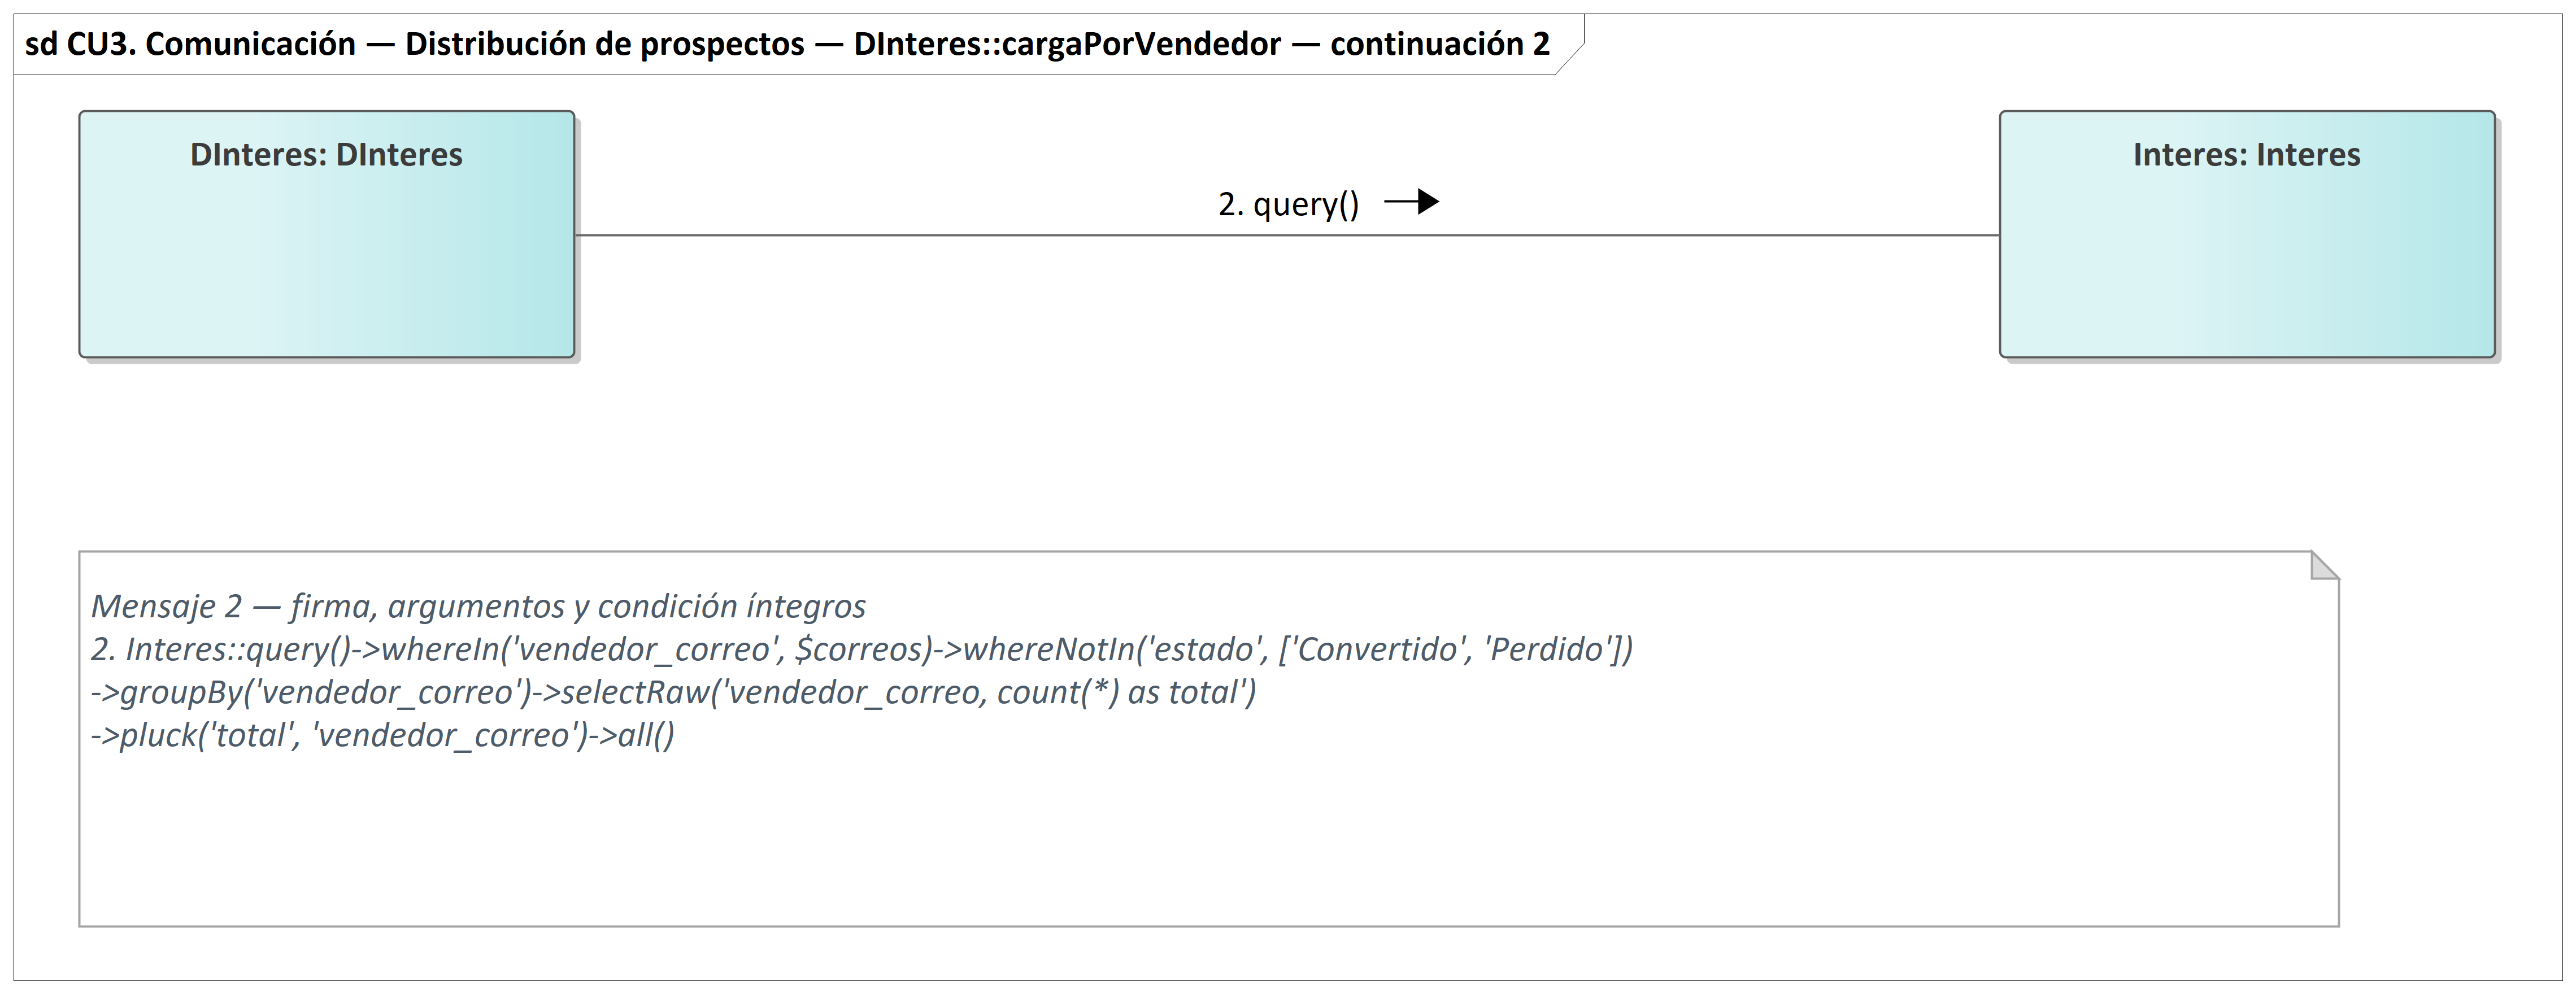 sd CU3. Comunicación — Distribución de prospectos — DInteres::cargaPorVendedor — continuación 2
DInteres: DInteres
Interes: Interes
2. query()
Mensaje 2 — firma, argumentos y condición íntegros
2. Interes::query()->whereIn('vendedor_correo', $correos)->whereNotIn('estado', ['Convertido', 'Perdido'])
->groupBy('vendedor_correo')->selectRaw('vendedor_correo, count(*) as total')
->pluck('total', 'vendedor_correo')->all()